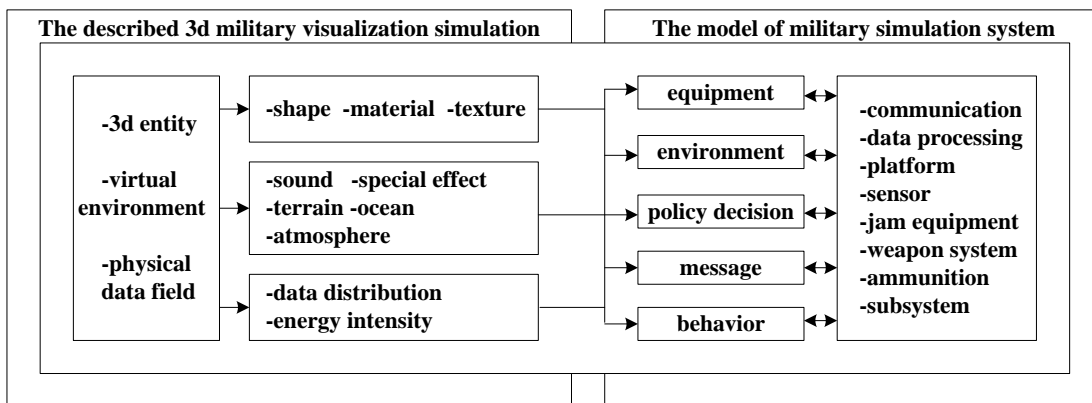 The described 3d military visualization simulation
The model of military simulation system
-3d entity
-virtual
environment
-physical
data field
-shape -material -texture
-sound -special effect
-terrain -ocean
-atmosphere
-data distribution
-energy intensity
equipment
environment
policy decision
message
behavior
-communication
-data processing
-platform
-sensor
-jam equipment
-weapon system
-ammunition
-subsystem